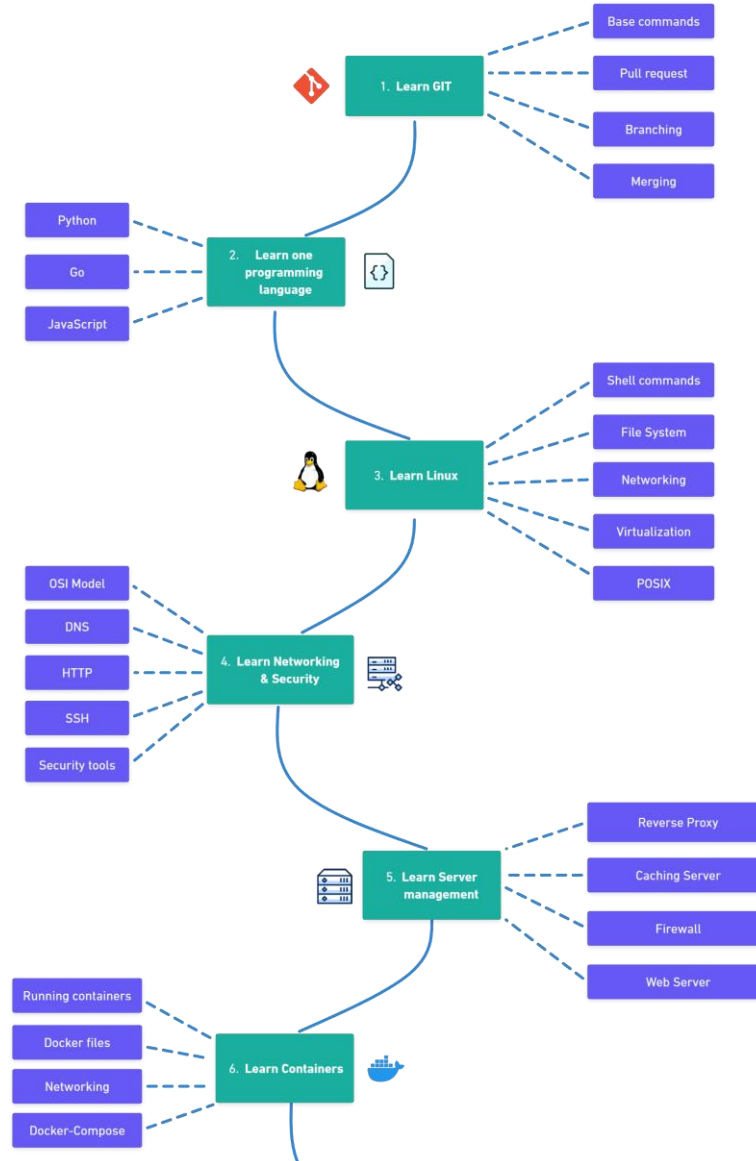 Base commands
1. Learn GIT
Pull request
Branching
Merging
Python
2. Learn one
programming
language
Go
JavaScript
Shell commands
File System
3. Learn Linux
Networking
Virtualization
POSIX
OSI Model
DNS
4. Learn Networking
& Security
HTTP
SSH
Security tools
Reverse Proxy
5. Learn Server
management
Caching Server
Firewall
Web Server
Running containers
Docker files
6. Learn Containers
Networking
Docker-Compose